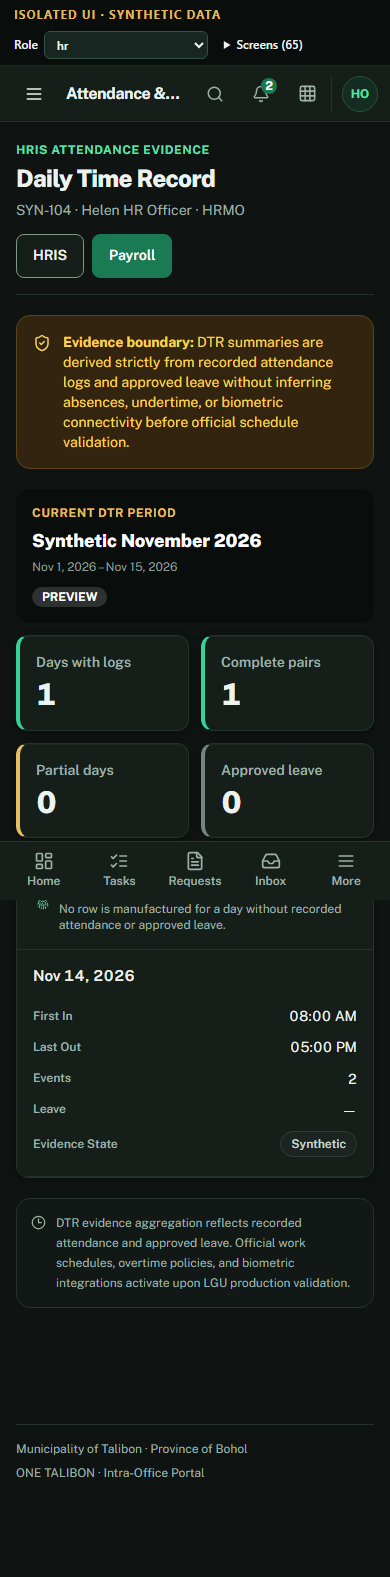 ISOLATED UI · SYNTHETIC DATA
Role hr ▶ Screens (65)
Attendance &... 2 HO
HRIS ATTENDANCE EVIDENCE
Daily Time Record
SYN-104 · Helen HR Officer · HRMO
HRIS Payroll
Evidence boundary: DTR summaries are
derived strictly from recorded attendance
logs and approved leave without inferring
absences, undertime, or biometric
connectivity before official schedule
validation.
CURRENT DTR PERIOD
Synthetic November 2026
Nov 1, 2026 – Nov 15, 2026
PREVIEW
Days with logs Complete pairs
1 1
Partial days Approved leave
0 0
Home Tasks Requests Inbox More
No row is manufactured for a day without recorded
attendance or approved leave.
Nov 14, 2026
First In 08:00 AM
Last Out 05:00 PM
Events 2
Leave —
Evidence State Synthetic
DTR evidence aggregation reflects recorded
attendance and approved leave. Official work
schedules, overtime policies, and biometric
integrations activate upon LGU production validation.
Municipality of Talibon · Province of Bohol
ONE TALIBON · Intra-Office Portal